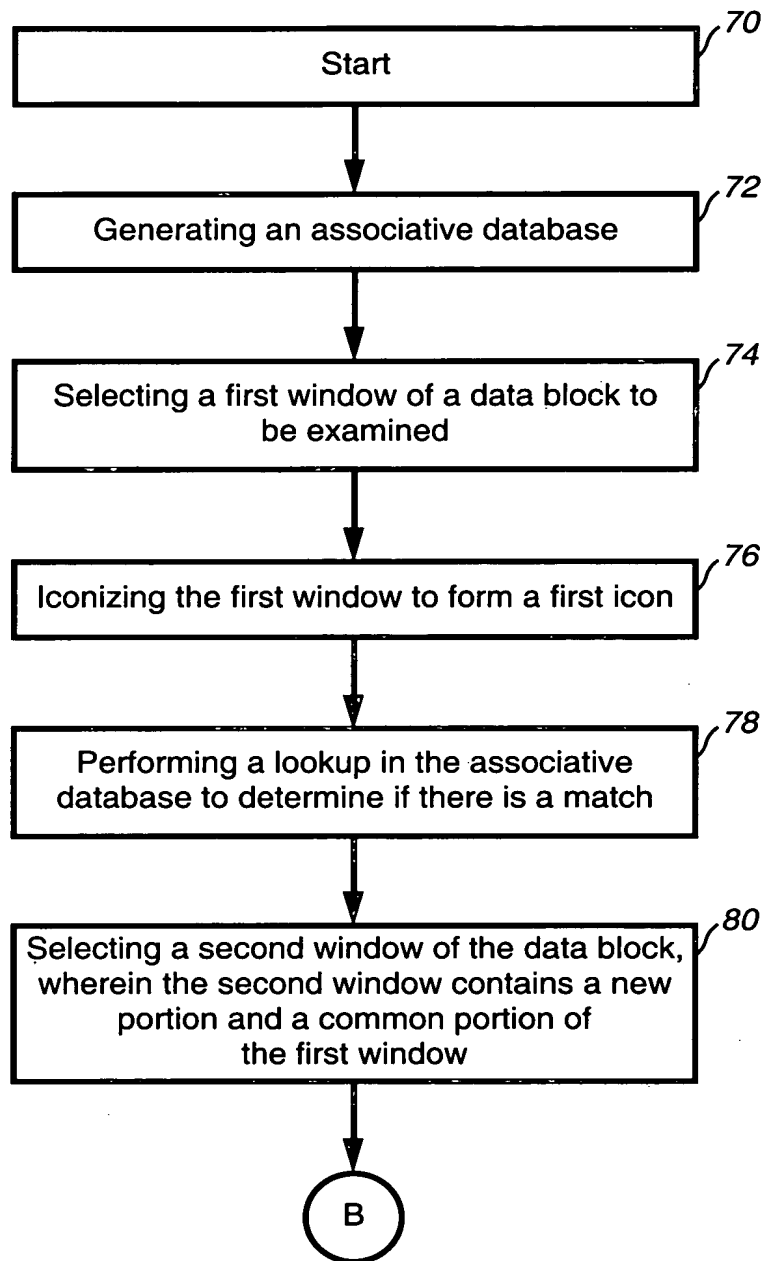 70
Start
72
Generating an associative database
74
Selecting a first window of a data block to
be examined
76
Iconizing the first window to form a first icon
78
Performing a lookup in the associative
database to determine if there is a match
80
Selecting a second window of the data block,
wherein the second window contains a new
portion and a common portion of
the first window
B